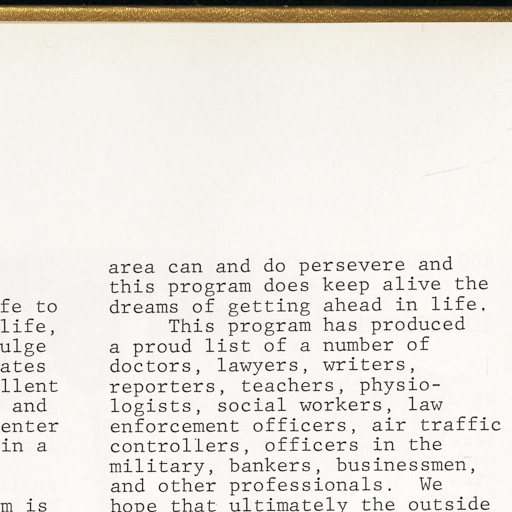 fe to
life,
ulge
ates
llent
and
enter
in a
m is
area can and do persevere and
this program does keep alive the
dreams of getting ahead in life.
This program has produced
a proud list of a number of
doctors, lawyers, writers,
reporters, teachers, physio-
logists, social workers, law
enforcement officers, air traffic
controllers, officers in the
military, bankers, businessmen,
and other professionals. We
hope that ultimately the outside